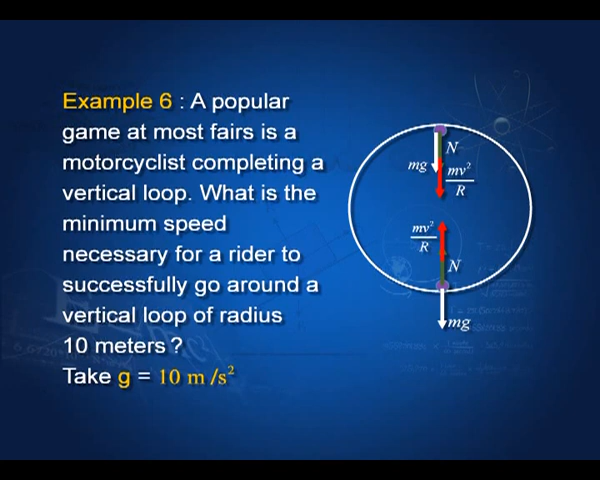 Example 6 : A popular
game at most fairs is a
motorcyclist completing a
vertical loop. What is the
minimum speed
necessary for a rider to
successfully go around a
vertical loop of radius
10 meters ?
Take g = 10 m /s²
N
mg
mv²
R
mv²
R
N
mg